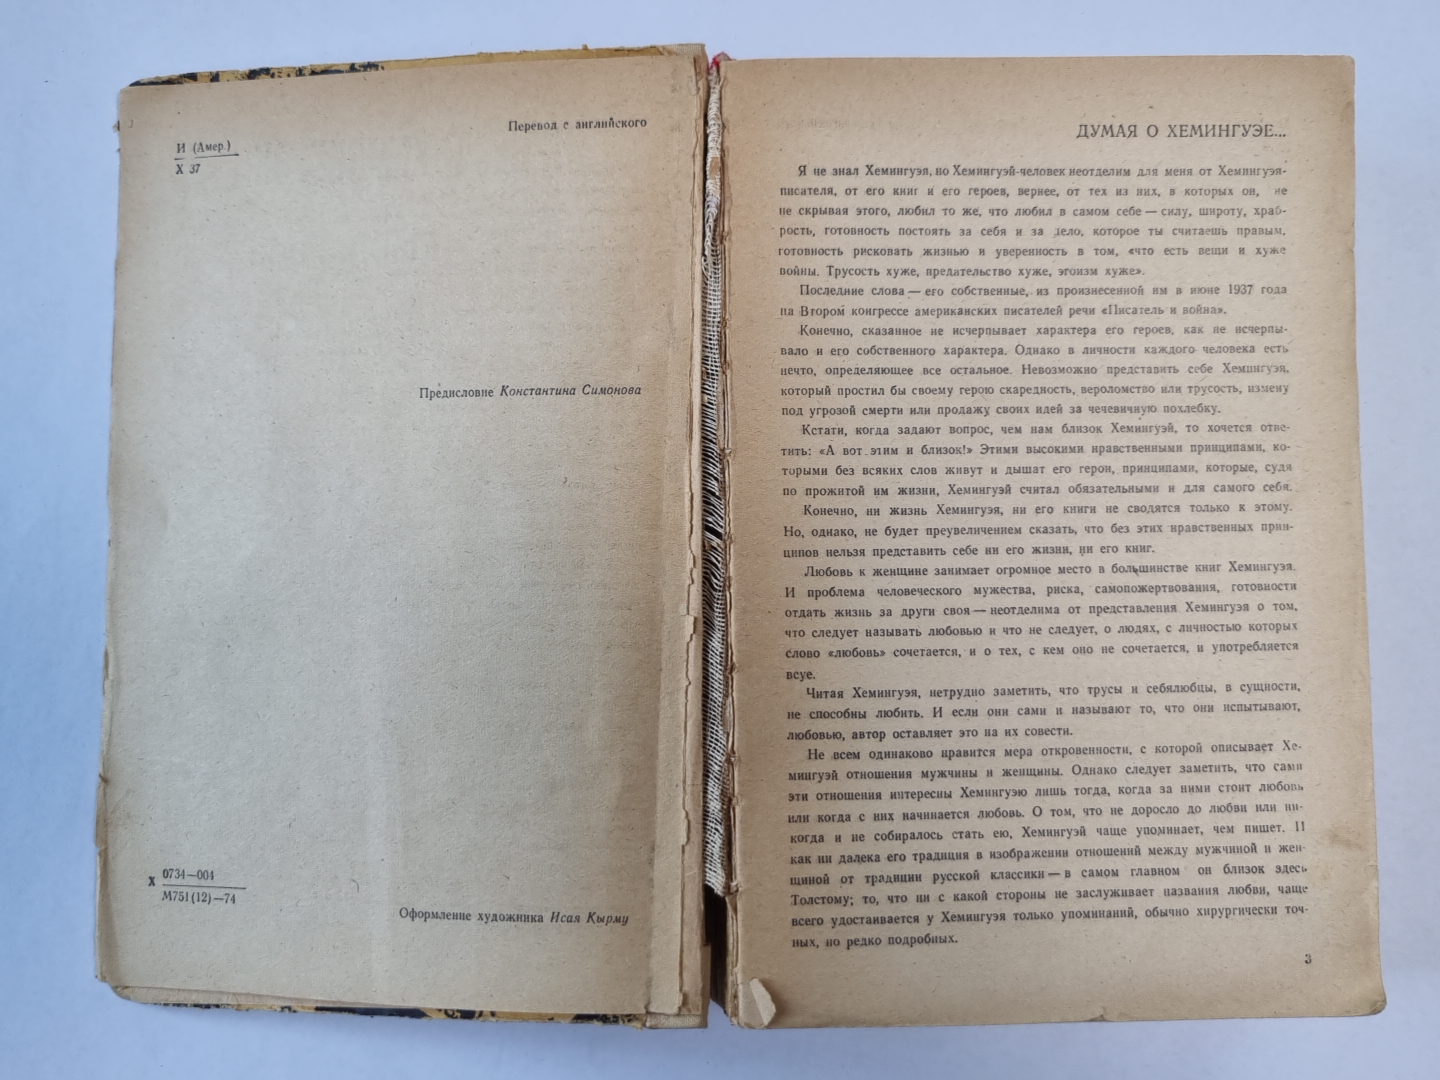 Перевод с английского
И (Амер.)
Х 37
Предисловие Константина Симонова
Х 0734—004
М751(12)—74
Оформление художника Исая Кырму
ДУМАЯ О ХЕМИНГУЭЕ...
Я не знал Хемингуэя, но Хемингуэй-человек неотделим для меня от Хемингуэя-
писателя, от его книг и его героев, вернее, от тех из них, в которых он, не
не скрывая этого, любил то же, что любил в самом себе — силу, широту, храб-
рость, готовность постоять за себя и за дело, которое ты считаешь правым,
готовность рисковать жизнью и уверенность в том, «что есть вещи и хуже
войны. Трусость хуже, предательство хуже, эгоизм хуже».
Последние слова — его собственные, из произнесенной им в июне 1937 года
на Втором конгрессе американских писателей речи «Писатель и война».
Конечно, сказанное не исчерпывает характера его героев, как не исчерпы-
вало и его собственного характера. Однако в личности каждого человека есть
нечто, определяющее все остальное. Невозможно представить себе Хемингуэя,
который простил бы своему герою скаредность, вероломство или трусость, измену
под угрозой смерти или продажу своих идей за чечевичную похлебку.
Кстати, когда задают вопрос, чем нам близок Хемингуэй, то хочется отве-
тить: «А вот этим и близок!» Этими высокими нравственными принципами, ко-
торыми без всяких слов живут и дышат его герои, принципами, которые, судя
по прожитой им жизни, Хемингуэй считал обязательными и для самого себя.
Конечно, ни жизнь Хемингуэя, ни его книги не сводятся только к этому.
Но, однако, не будет преувеличением сказать, что без этих нравственных прин-
ципов нельзя представить себе ни его жизни, ни его книг.
Любовь к женщине занимает огромное место в большинстве книг Хемингуэя.
И проблема человеческого мужества, риска, самопожертвования, готовности
отдать жизнь за други своя — неотделима от представления Хемингуэя о том,
что следует называть любовью и что не следует, о людях, с личностью которых
слово «любовь» сочетается, и о тех, с кем оно не сочетается, и употребляется
всуе.
Читая Хемингуэя, нетрудно заметить, что трусы и себялюбцы, в сущности,
не способны любить. И если они сами и называют то, что они испытывают,
любовью, автор оставляет это на их совести.
Не всем одинаково нравится мера откровенности, с которой описывает Хе-
мингуэй отношения мужчины и женщины. Однако следует заметить, что сами
эти отношения интересны Хемингуэю лишь тогда, когда за ними стоит любовь
или когда с них начинается любовь. О том, что не доросло до любви или ни-
когда и не собиралось стать ею, Хемингуэй чаще упоминает, чем пишет. И
как ни далека его традиция в изображении отношений между мужчиной и жен-
щиной от традиции русской классики — в самом главном он близок здесь
Толстому; то, что ни с какой стороны не заслуживает названия любви, чаще
всего удостаивается у Хемингуэя только упоминаний, обычно хирургически точ-
ных, но редко подробных.
3